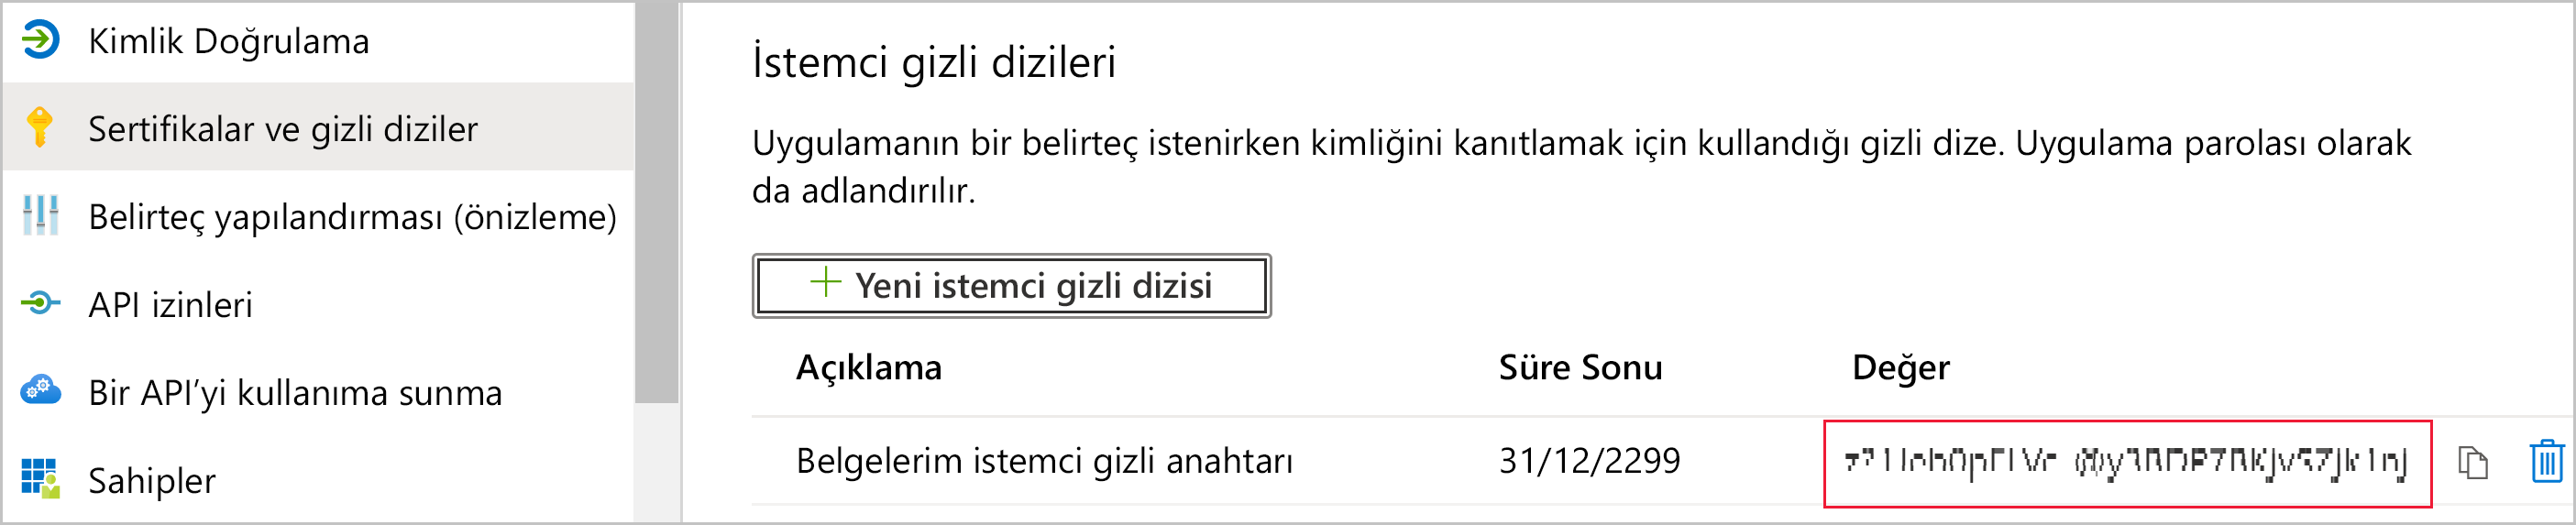 Kimlik Doğrulama
Sertifikalar ve gizli diziler
Belirteç yapılandırması (önizleme)
API izinleri
Bir API’yi kullanıma sunma
Sahipler
İstemci gizli dizileri
Uygulamanın bir belirteç istenirken kimliğini kanıtlamak için kullandığı gizli dize. Uygulama parolası olarak
da adlandırılır.
Yeni istemci gizli dizisi
Açıklama Süre Sonu Değer
Belgelerim istemci gizli anahtarı 31/12/2299